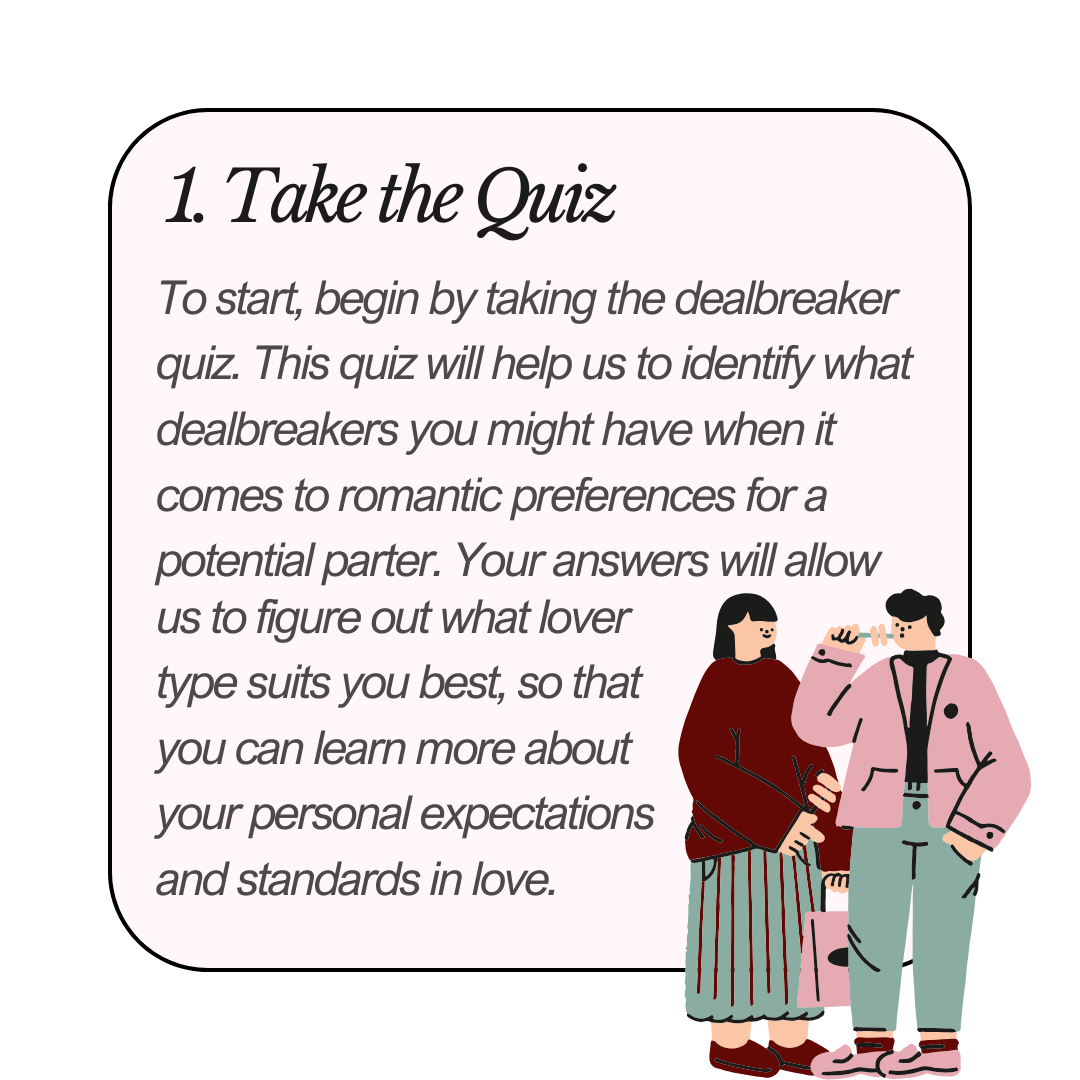 1. Take the Quiz
To start, begin by taking the dealbreaker
quiz. This quiz will help us to identify what
dealbreakers you might have when it
comes to romantic preferences for a
potential parter. Your answers will allow
us to figure out what lover
type suits you best, so that
you can learn more about
your personal expectations
and standards in love.